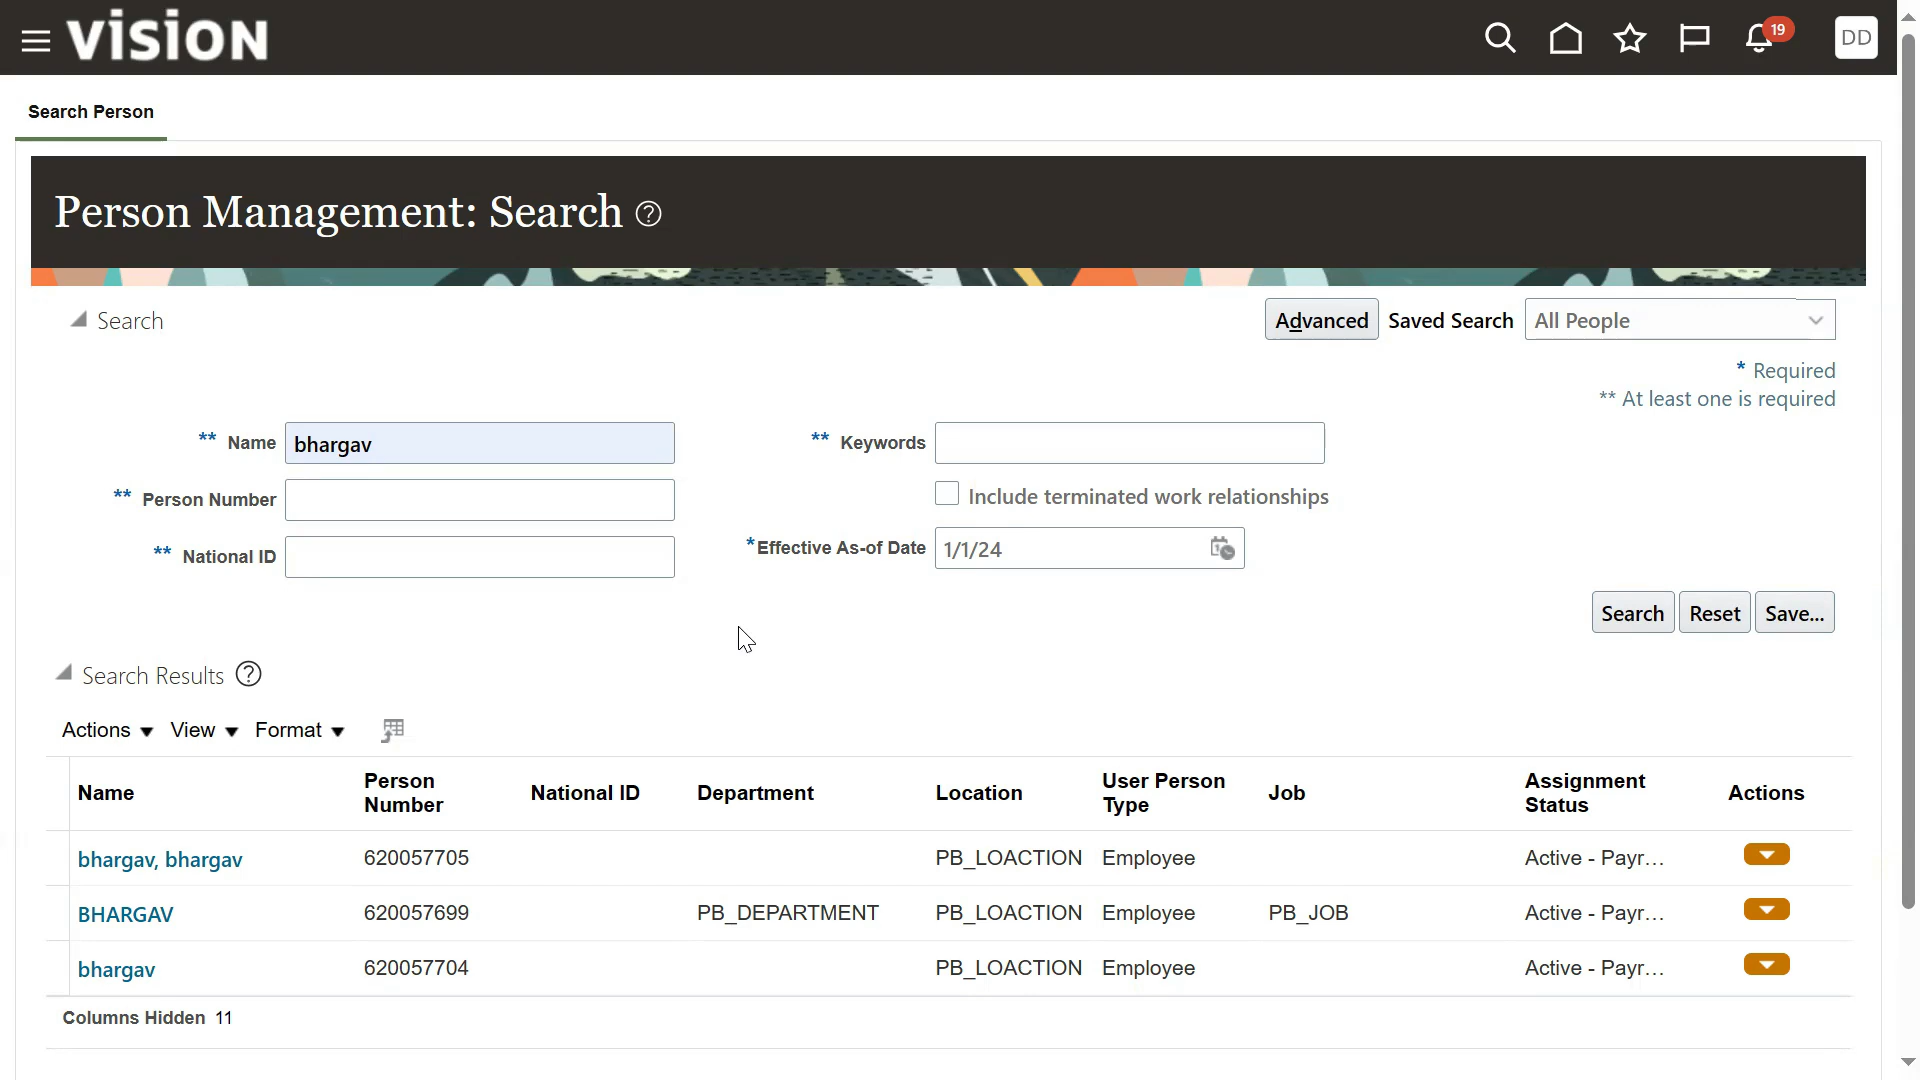 VISION
19
DD
Search Person
Person Management: Search ?
Search
Advanced Saved Search All People
* Required
** At least one is required
** Name bhargav ** Keywords
** Person Number Include terminated work relationships
** National ID *Effective As-of Date 1/1/24
Search Reset Save...
Search Results ?
Actions View Format
Name Person Number National ID Department Location User Person Type Job Assignment Status Actions
bhargav, bhargav 620057705 PB_LOACTION Employee Active - Payr...
BHARGAV 620057699 PB_DEPARTMENT PB_LOACTION Employee PB_JOB Active - Payr...
bhargav 620057704 PB_LOACTION Employee Active - Payr...
Columns Hidden 11